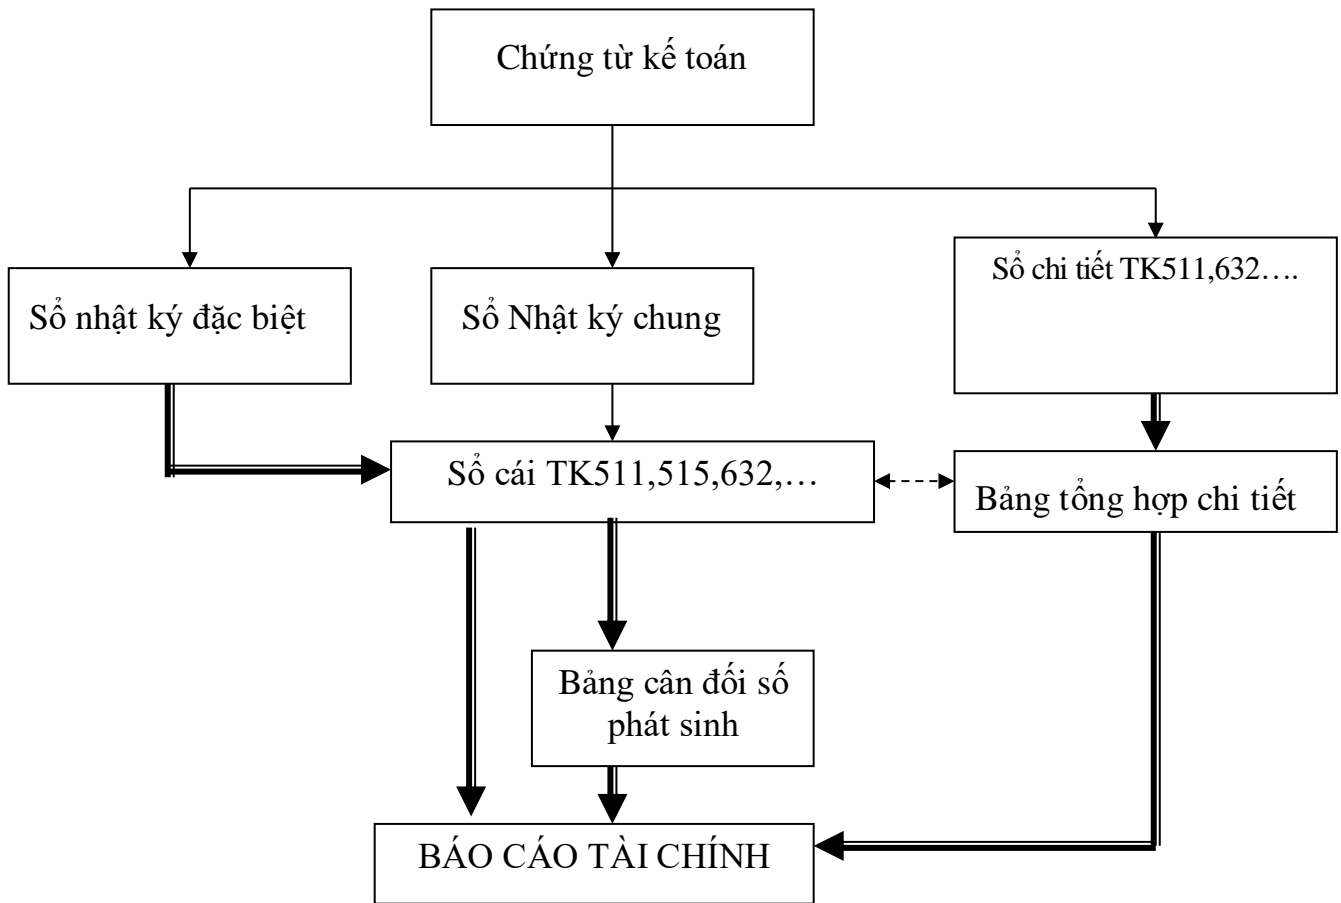 Chứng từ kế toán
Sổ nhật ký đặc biệt
Sổ Nhật ký chung
Sổ chi tiết TK511,632….
Sổ cái TK511,515,632,…
Bảng tổng hợp chi tiết
Bảng cân đối số
phát sinh
BÁO CÁO TÀI CHÍNH